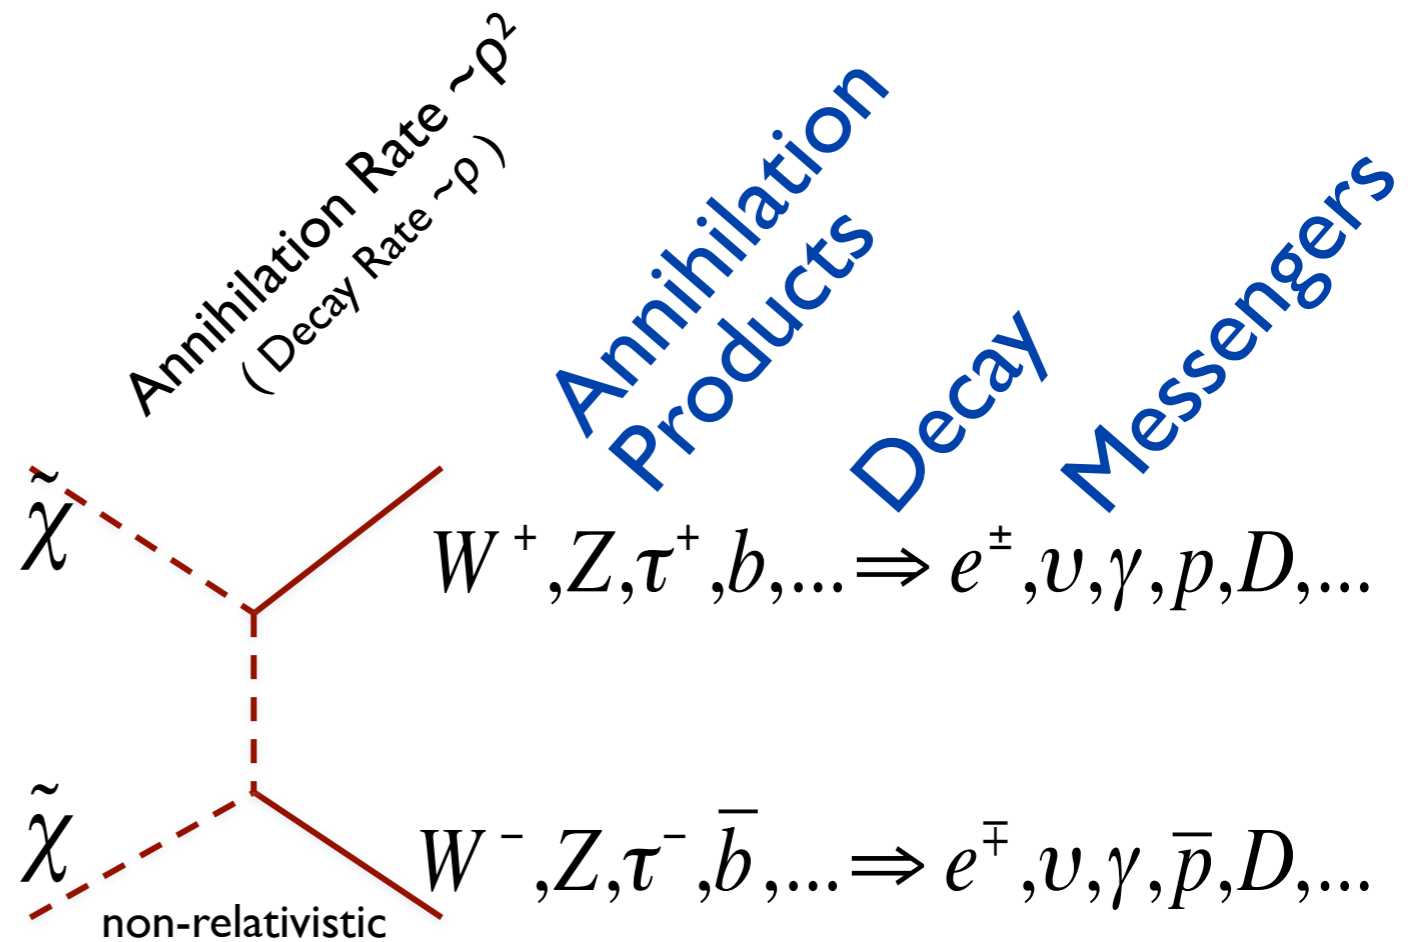 Annihilation Rate ~ρ²
( Decay Rate ~ρ )
Annihilation
Products
Decay
Messengers
χ̃
W⁺,Z,τ⁺,b,...⇒ e±,υ,γ,p,D,...
χ̃
W⁻,Z,τ⁻,b̅,...⇒ e∓,υ,γ,p̅,D,...
non-relativistic